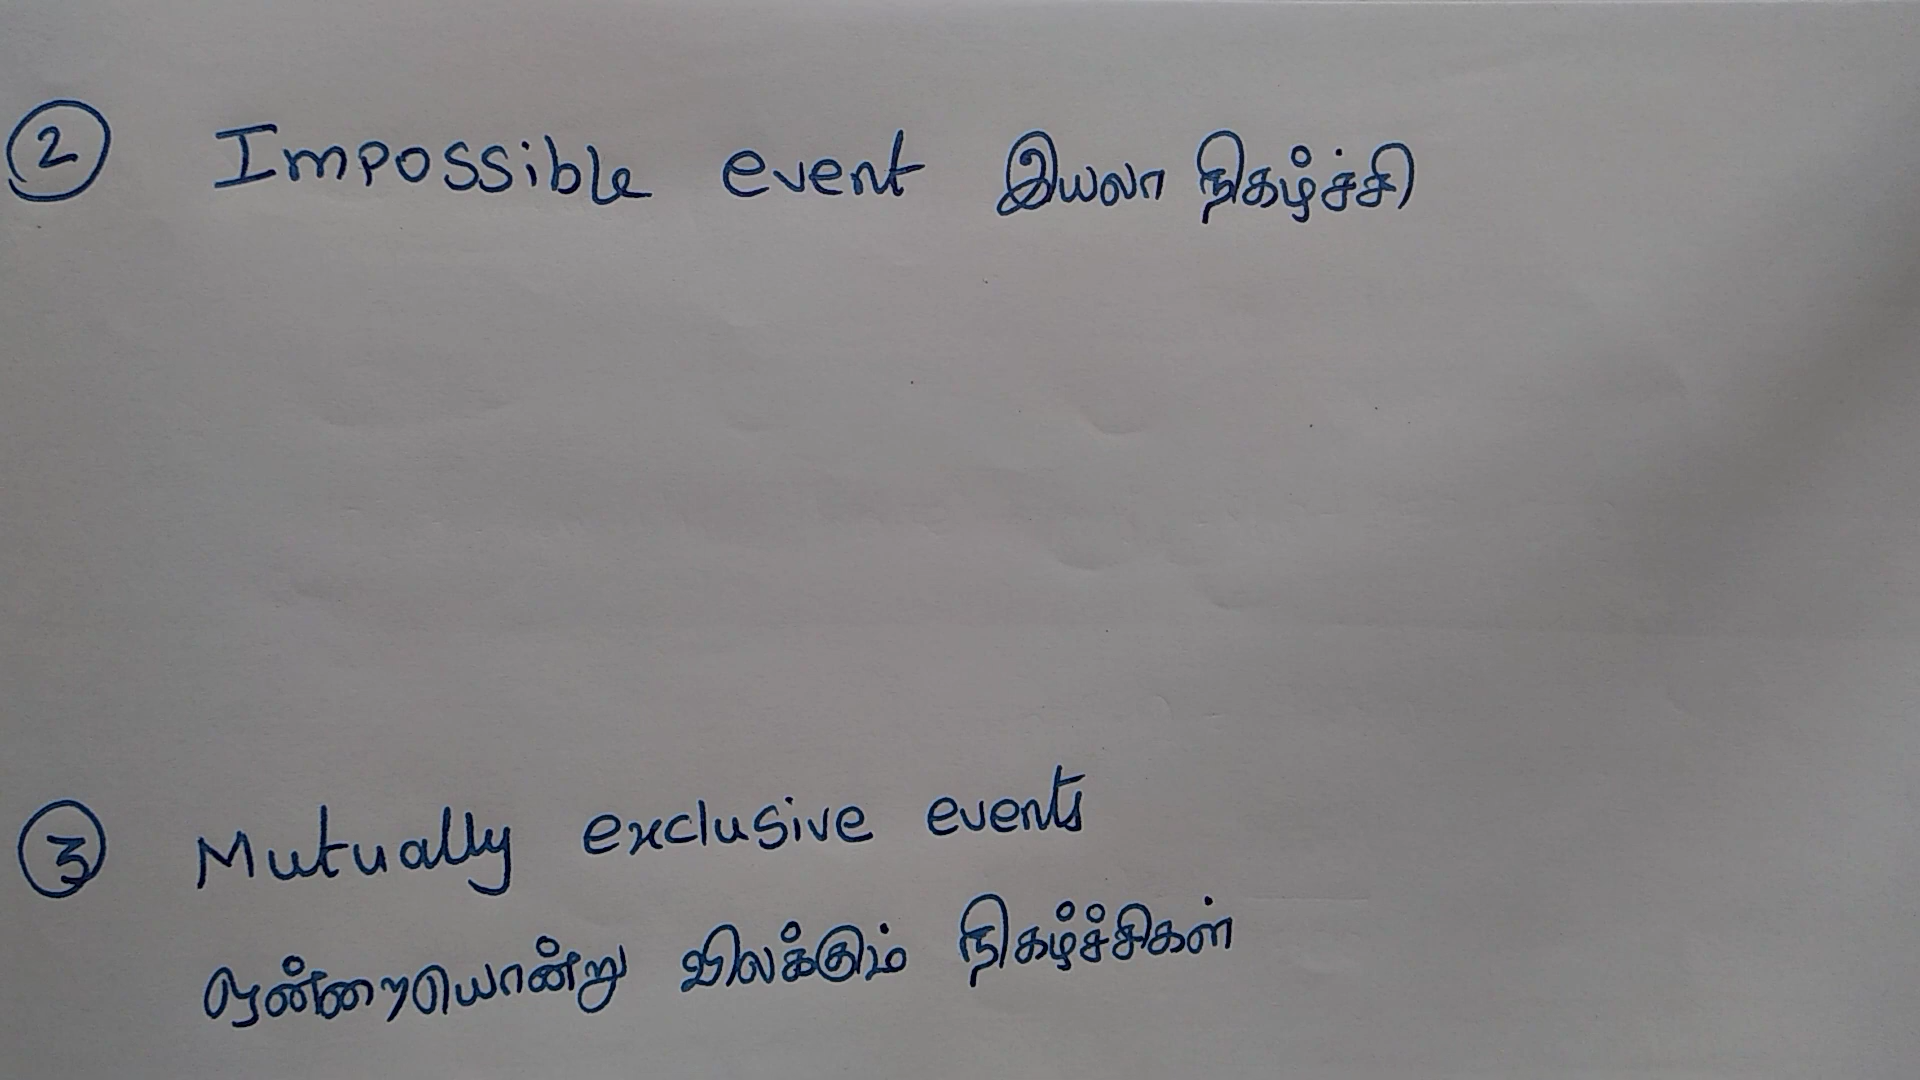 2 Impossible event இயலா நிகழ்ச்சி
3 Mutually exclusive events
ஒன்றையொன்று விலக்கும் நிகழ்ச்சிகள்